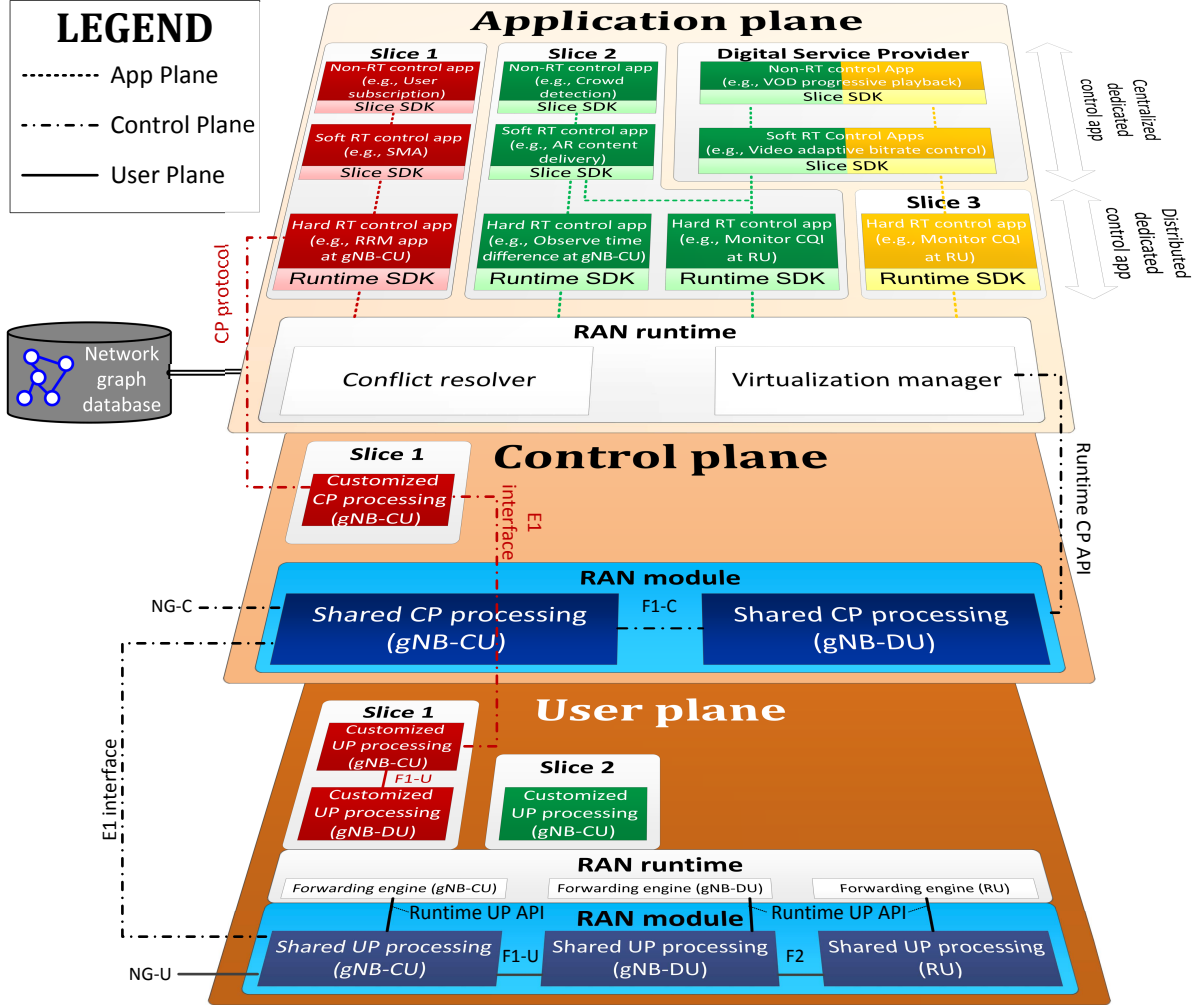 LEGEND
App Plane
Control Plane
User Plane
Application plane
Slice 1
Non-RT control app
(e.g., User
subscription)
Slice SDK
Soft RT control app
(e.g., SMA)
Slice SDK
Hard RT control app
(e.g., RRM app
at gNB-CU)
Runtime SDK
Slice 2
Non-RT control app
(e.g., Crowd
detection)
Slice SDK
Soft RT control app
(e.g., AR content
delivery)
Slice SDK
Hard RT control app
(e.g., Observe time
difference at gNB-CU)
Runtime SDK
Hard RT control app
(e.g., Monitor CQI
at RU)
Runtime SDK
Digital Service Provider
Non-RT control App
(e.g., VOD progressive playback)
Slice SDK
Soft RT Control Apps
(e.g., Video adaptive bitrate control)
Slice SDK
Slice 3
Hard RT control app
(e.g., Monitor CQI
at RU)
Runtime SDK
Centralized
dedicated
control app
Distributed
dedicated
control app
CP protocol
Network
graph
database
RAN runtime
Conflict resolver
Virtualization manager
Runtime CP API
Control plane
Slice 1
Customized
CP processing
(gNB-CU)
E1
interface
RAN module
NG-C
Shared CP processing
(gNB-CU)
F1-C
Shared CP processing
(gNB-DU)
E1 interface
User plane
Slice 1
Customized
UP processing
(gNB-CU)
F1-U
Customized
UP processing
(gNB-DU)
Slice 2
Customized
UP processing
(gNB-CU)
RAN runtime
Forwarding engine (gNB-CU)
Forwarding engine (gNB-DU)
Forwarding engine (RU)
Runtime UP API
RAN module
Runtime UP API
NG-U
Shared UP processing
(gNB-CU)
F1-U
Shared UP processing
(gNB-DU)
F2
Shared UP processing
(RU)